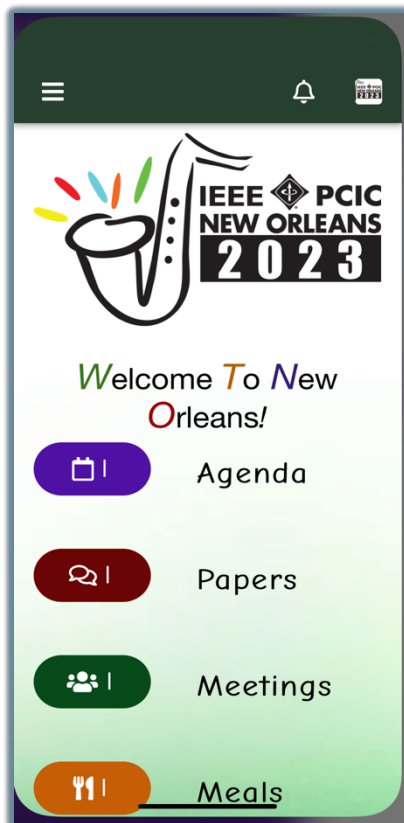 IEEE PCIC
NEW ORLEANS
2023
Welcome To New
Orleans!
Agenda
Papers
Meetings
Meals